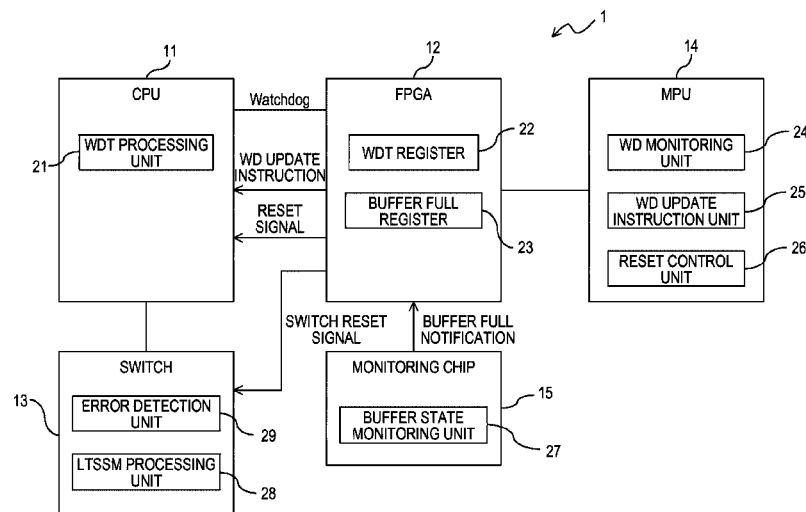 1
11
CPU
WDT PROCESSING
UNIT
21
Watchdog
WD UPDATE
INSTRUCTION
RESET
SIGNAL
12
FPGA
WDT REGISTER
22
BUFFER FULL
REGISTER
23
14
MPU
WD MONITORING
UNIT
24
WD UPDATE
INSTRUCTION UNIT
25
RESET CONTROL
UNIT
26
SWITCH RESET
SIGNAL
BUFFER FULL
NOTIFICATION
SWITCH
13
ERROR DETECTION
UNIT
29
LTSSM PROCESSING
UNIT
28
MONITORING CHIP
15
BUFFER STATE
MONITORING UNIT
27